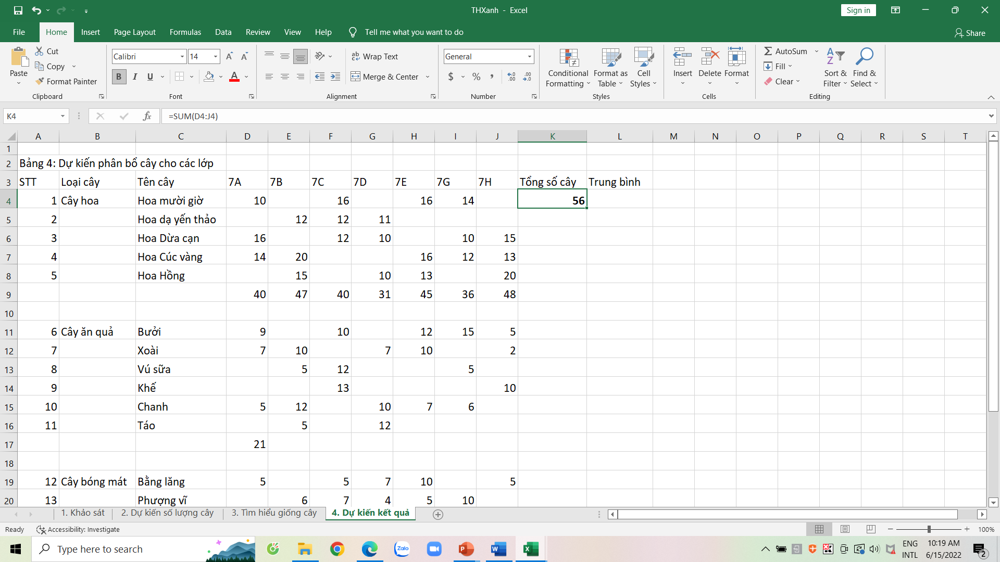 THXanh - Excel
Sign in
File Home Insert Page Layout Formulas Data Review View Help Tell me what you want to do Share
Paste
Cut
Copy
Format Painter
Clipboard
Calibri 14
B I U
Font
Wrap Text
Merge & Center
Alignment
General
$ % ,
Number
Conditional Formatting
Format as Table
Cell Styles
Styles
Insert Delete Format
Cells
AutoSum
Fill
Clear
Sort & Filter
Find & Select
Editing
K4 fx =SUM(D4:J4)
A B C D E F G H I J K L M N O P Q R S T
1
2 Bảng 4: Dự kiến phân bổ cây cho các lớp
3 STT Loại cây Tên cây 7A 7B 7C 7D 7E 7G 7H Tổng số cây Trung bình
4 1 Cây hoa Hoa mười giờ 10 16 16 14 56
5 2 Hoa dạ yến thảo 12 12 11
6 3 Hoa Dừa cạn 16 12 10 10 15
7 4 Hoa Cúc vàng 14 20 16 12 13
8 5 Hoa Hồng 15 10 13 20
9 40 47 40 31 45 36 48
10
11 6 Cây ăn quả Bưởi 9 10 12 15 5
12 7 Xoài 7 10 7 10 2
13 8 Vú sữa 5 12 5
14 9 Khế 13 10
15 10 Chanh 5 12 10 7 6
16 11 Táo 5 12
17 21
18
19 12 Cây bóng mát Bằng lăng 5 5 7 10 5
20 13 Phượng vĩ 6 7 4 5 10
1. Khảo sát 2. Dự kiến số lượng cây 3. Tìm hiểu giống cây 4. Dự kiến kết quả
Ready Accessibility: Investigate 100%
Type here to search
Zalo
ENG
INTL
10:19 AM
6/15/2022
2